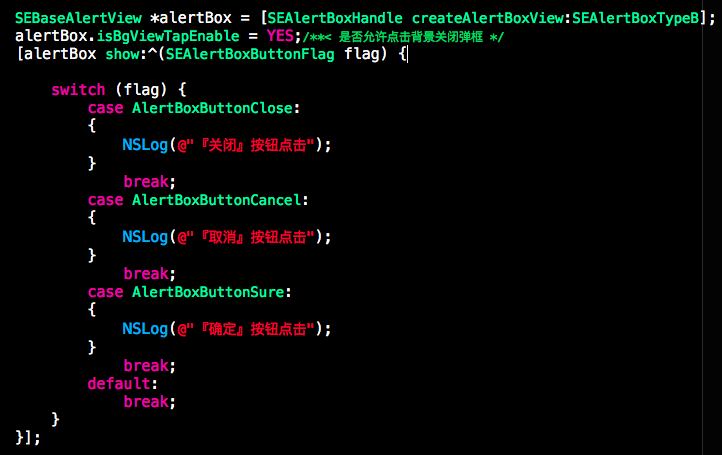 SEBaseAlertView *alertBox = [SEAlertBoxHandle createAlertBoxView:SEAlertBoxTypeB];
alertBox.isBgViewTapEnable = YES;/**< 是否允许点击背景关闭弹框 */
[alertBox show:^(SEAlertBoxButtonFlag flag) {
switch (flag) {
case AlertBoxButtonClose:
{
NSLog(@"『关闭』按钮点击");
}
break;
case AlertBoxButtonCancel:
{
NSLog(@"『取消』按钮点击");
}
break;
case AlertBoxButtonSure:
{
NSLog(@"『确定』按钮点击");
}
break;
default:
break;
}
}];